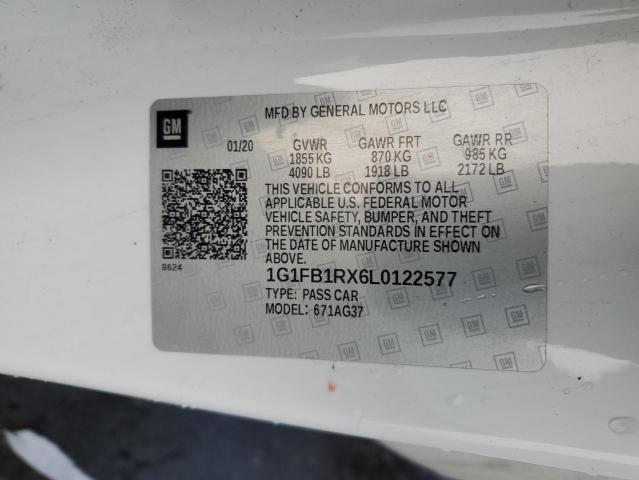 GM
MFD BY GENERAL MOTORS LLC
01/20 GVWR GAWR FRT GAWR RR
1855 KG 870 KG 985 KG
4090 LB 1918 LB 2172 LB
THIS VEHICLE CONFORMS TO ALL
APPLICABLE U.S. FEDERAL MOTOR
VEHICLE SAFETY, BUMPER, AND THEFT
PREVENTION STANDARDS IN EFFECT
ON THE DATE OF MANUFACTURE SHOWN
ABOVE.
8624
1G1FB1RX6L0122577
TYPE: PASS CAR
MODEL: 671AG37